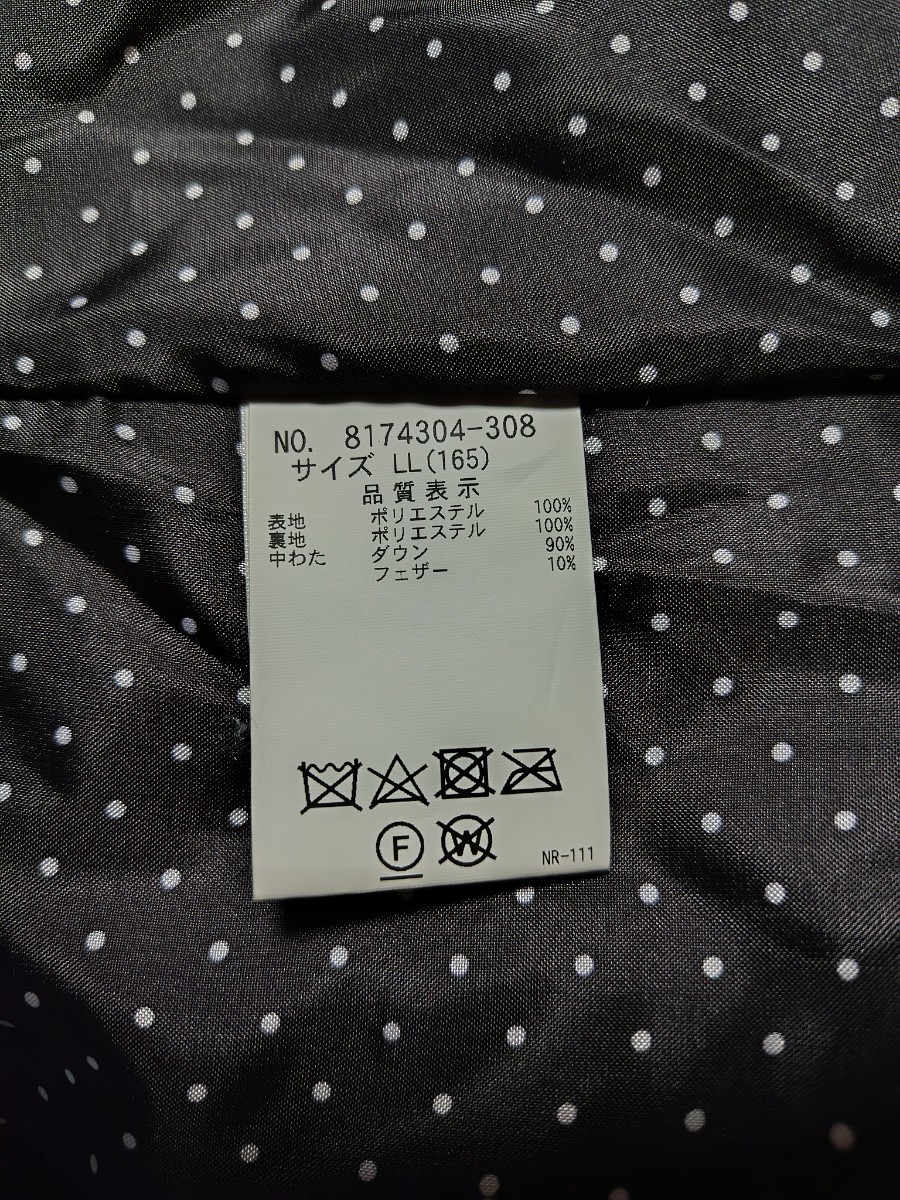 NO. 8174304-308
サイズ LL(165)
品質表示
表地 ポリエステル 100%
裏地 ポリエステル 100%
中わた ダウン 90%
フェザー 10%
F W
NR-111